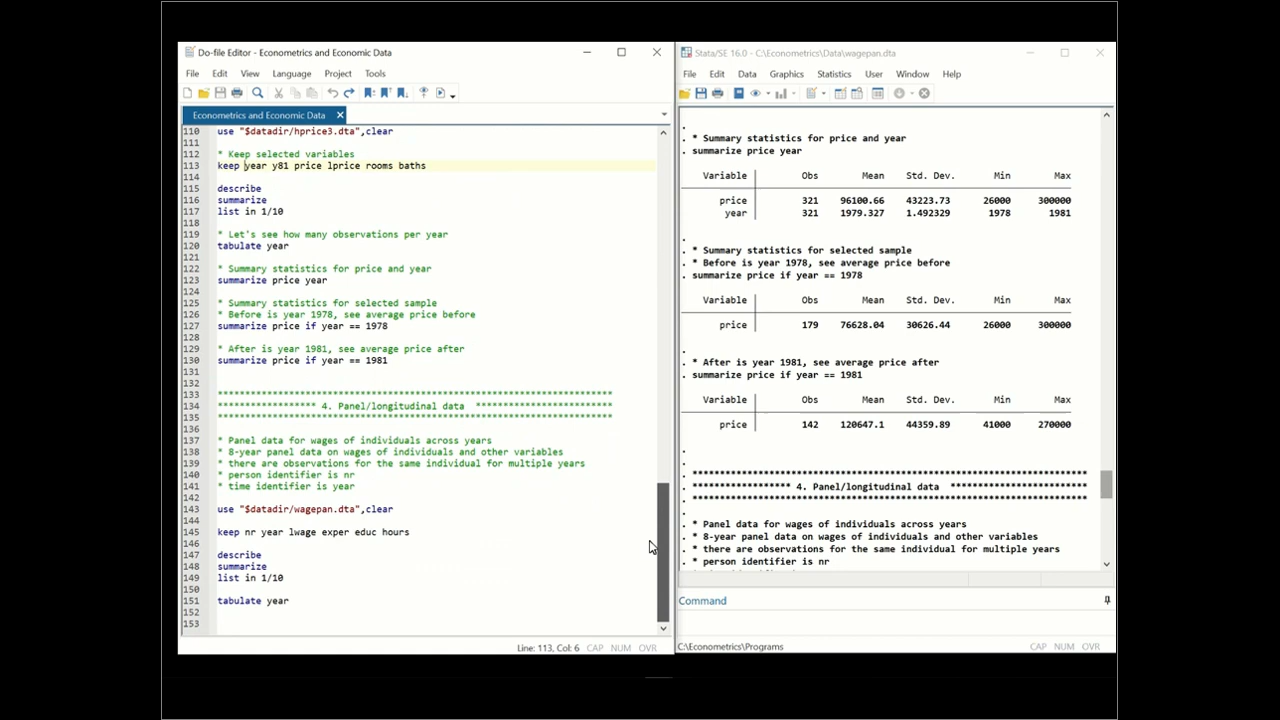 Do-file Editor - Econometrics and Economic Data
File Edit View Language Project Tools
Econometrics and Economic Data
110 use "$datadir/hprice3.dta",clear
111
112 * Keep selected variables
113 keep year y81 price lprice rooms baths
114
115 describe
116 summarize
117 list in 1/10
118
119 * Let's see how many observations per year
120 tabulate year
121
122 * Summary statistics for price and year
123 summarize price year
124
125 * Summary statistics for selected sample
126 * Before is year 1978, see average price before
127 summarize price if year == 1978
128
129 * After is year 1981, see average price after
130 summarize price if year == 1981
131
132
133 ************************************************************************
134 ****************** 4. Panel/longitudinal data *************************
135 ************************************************************************
136
137 * Panel data for wages of individuals across years
138 * 8-year panel data on wages of individuals and other variables
139 * there are observations for the same individual for multiple years
140 * person identifier is nr
141 * time identifier is year
142
143 use "$datadir/wagepan.dta",clear
144
145 keep nr year lwage exper educ hours
146
147 describe
148 summarize
149 list in 1/10
150
151 tabulate year
152
153
Line: 113, Col: 6 CAP NUM OVR
Stata/SE 16.0 - C:\Econometrics\Data\wagepan.dta
File Edit Data Graphics Statistics User Window Help
.
. * Summary statistics for price and year
. summarize price year
Variable Obs Mean Std. Dev. Min Max
price 321 96100.66 43223.73 26000 300000
year 321 1979.327 1.492329 1978 1981
.
. * Summary statistics for selected sample
. * Before is year 1978, see average price before
. summarize price if year == 1978
Variable Obs Mean Std. Dev. Min Max
price 179 76628.04 30626.44 26000 300000
.
. * After is year 1981, see average price after
. summarize price if year == 1981
Variable Obs Mean Std. Dev. Min Max
price 142 120647.1 44359.89 41000 270000
.
.
. ************************************************************************
. ****************** 4. Panel/longitudinal data *************************
. ************************************************************************
.
. * Panel data for wages of individuals across years
. * 8-year panel data on wages of individuals and other variables
. * there are observations for the same individual for multiple years
. * person identifier is nr
Command
C:\Econometrics\Programs CAP NUM OVR